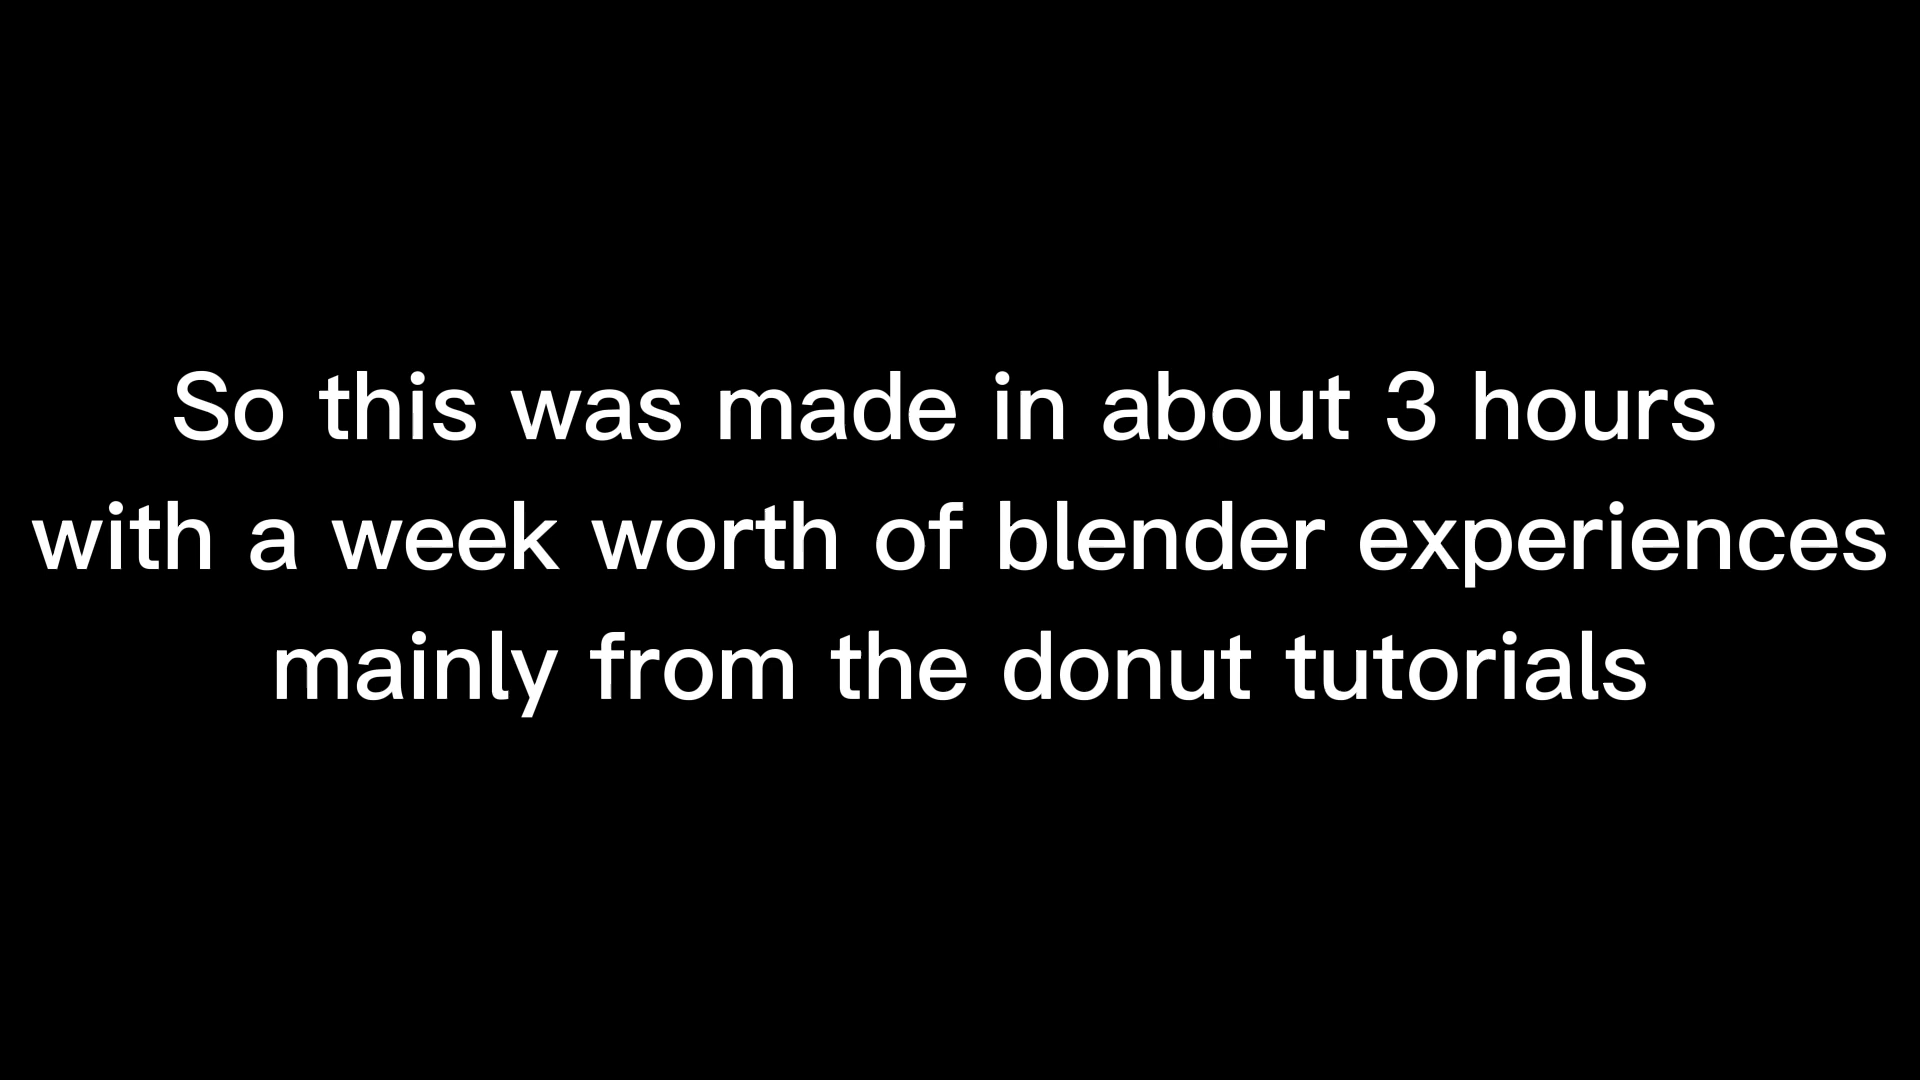 So this was made in about 3 hours
with a week worth of blender experiences
mainly from the donut tutorials